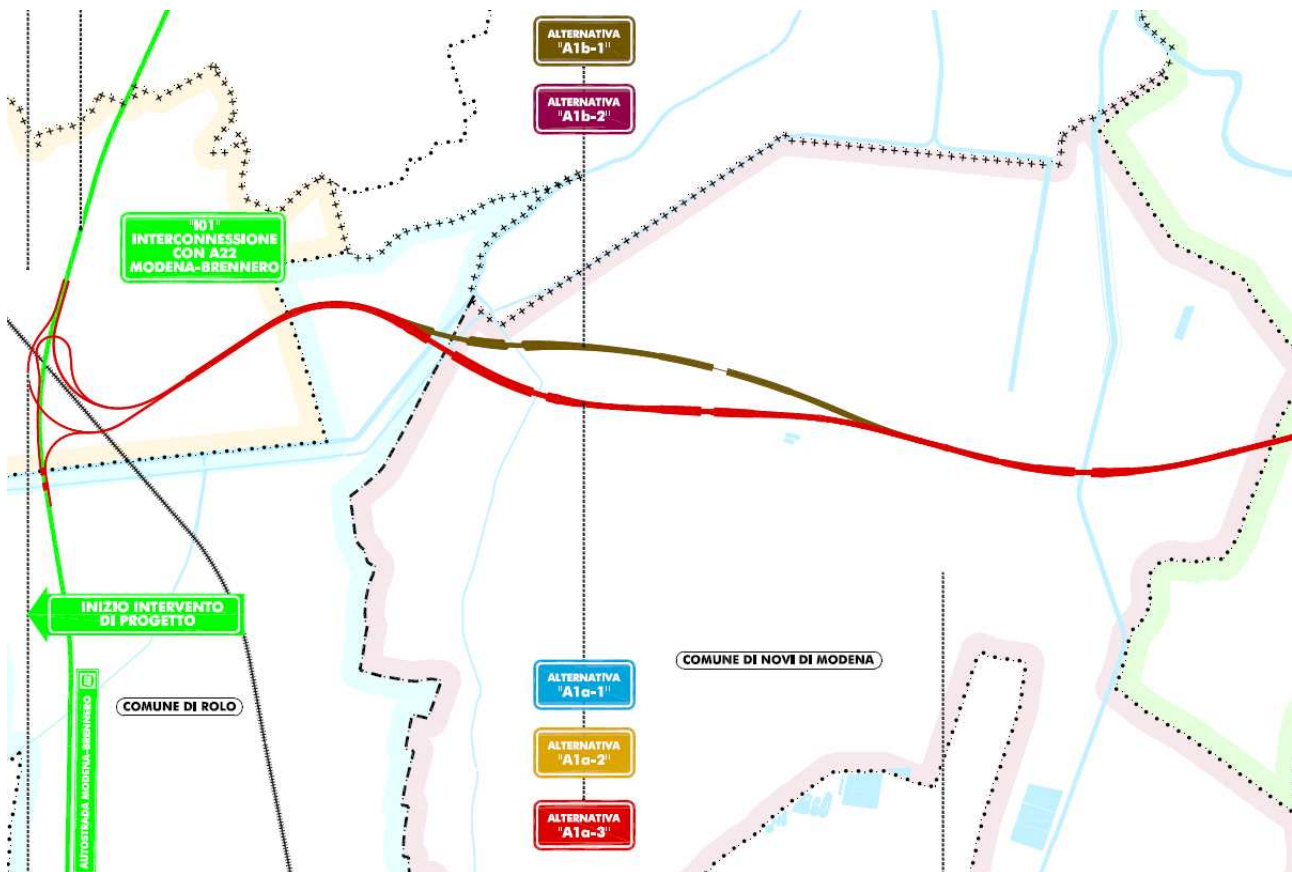 ALTERNATIVA
"A1b-1"
ALTERNATIVA
"A1b-2"
"I01"
INTERCONNESSIONE
CON A22
MODENA-BRENNERO
INIZIO INTERVENTO
DI PROGETTO
COMUNE DI NOVI DI MODENA
ALTERNATIVA
"A1a-1"
COMUNE DI ROLO
ALTERNATIVA
"A1a-2"
AUTOSTRADA MODENA-BRENNERO
ALTERNATIVA
"A1a-3"